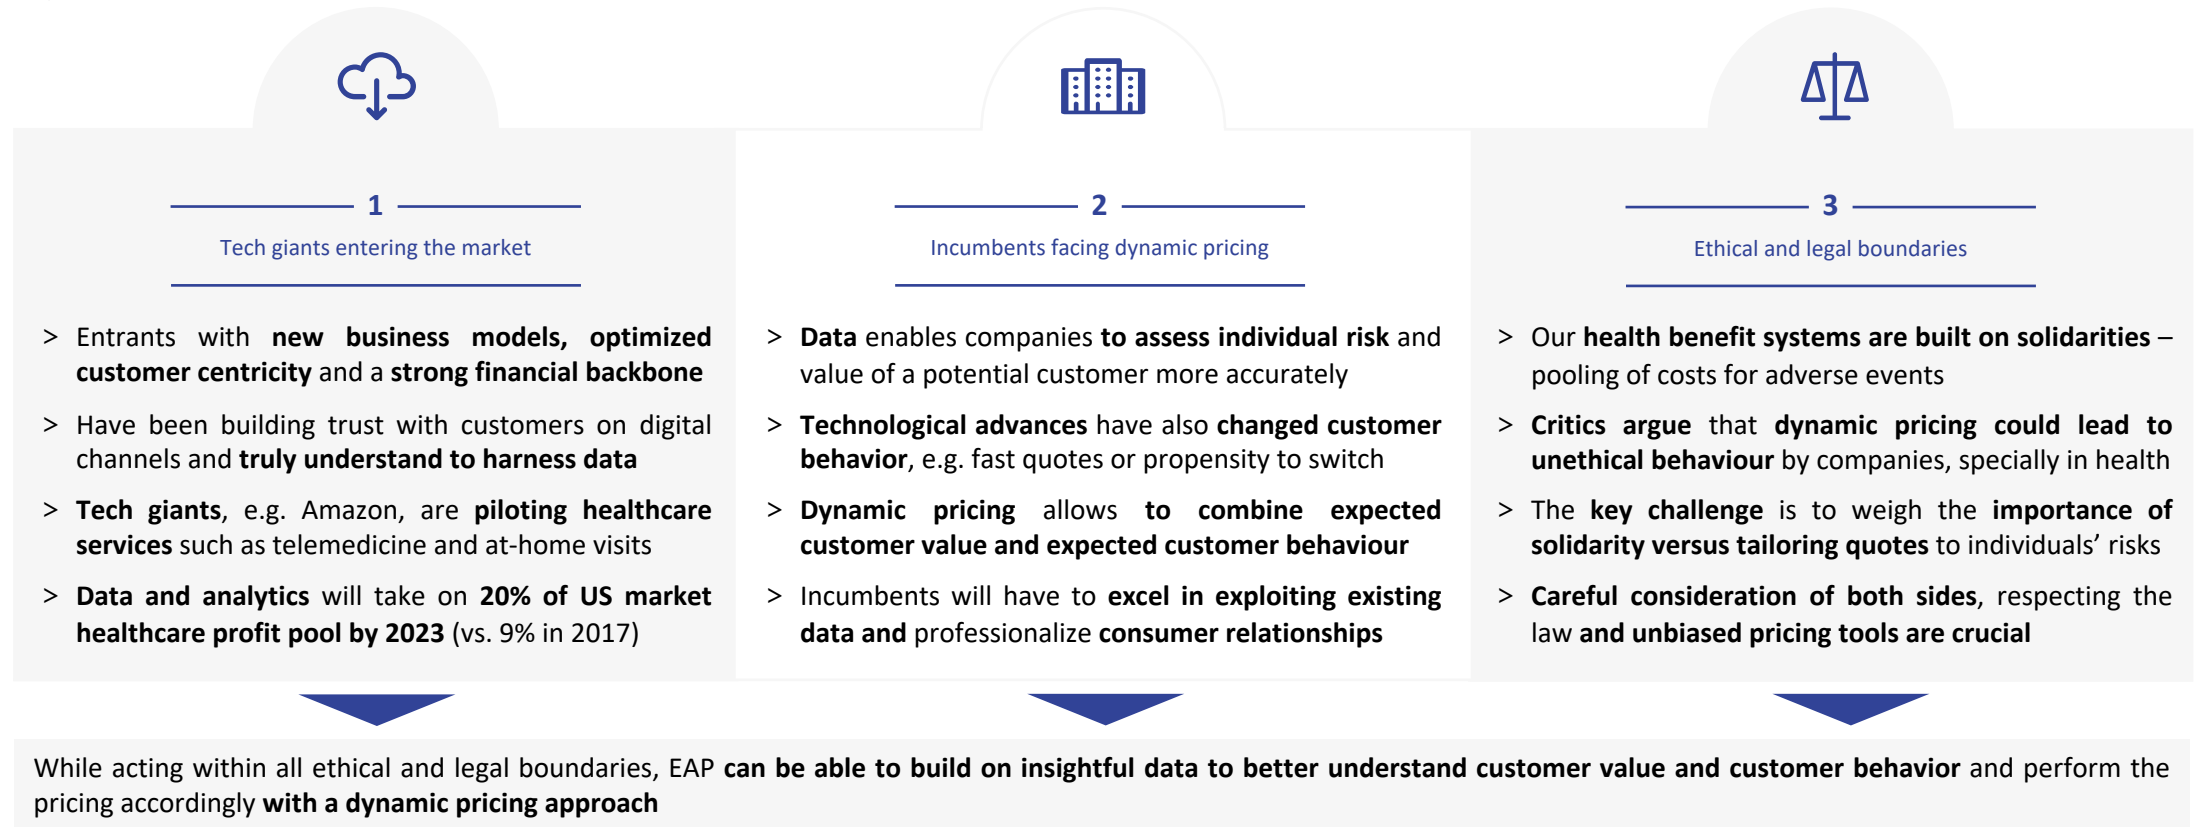 1
Tech giants entering the market
> Entrants with new business models, optimized
customer centricity and a strong financial backbone
> Have been building trust with customers on digital
channels and truly understand to harness data
> Tech giants, e.g. Amazon, are piloting healthcare
services such as telemedicine and at-home visits
> Data and analytics will take on 20% of US market
healthcare profit pool by 2023 (vs. 9% in 2017)
2
Incumbents facing dynamic pricing
> Data enables companies to assess individual risk and
value of a potential customer more accurately
> Technological advances have also changed customer
behavior, e.g. fast quotes or propensity to switch
> Dynamic pricing allows to combine expected
customer value and expected customer behaviour
> Incumbents will have to excel in exploiting existing
data and professionalize consumer relationships
3
Ethical and legal boundaries
> Our health benefit systems are built on solidarities –
pooling of costs for adverse events
> Critics argue that dynamic pricing could lead to
unethical behaviour by companies, specially in health
> The key challenge is to weigh the importance of
solidarity versus tailoring quotes to individuals’ risks
> Careful consideration of both sides, respecting the
law and unbiased pricing tools are crucial
While acting within all ethical and legal boundaries, EAP can be able to build on insightful data to better understand customer value and customer behavior and perform the
pricing accordingly with a dynamic pricing approach